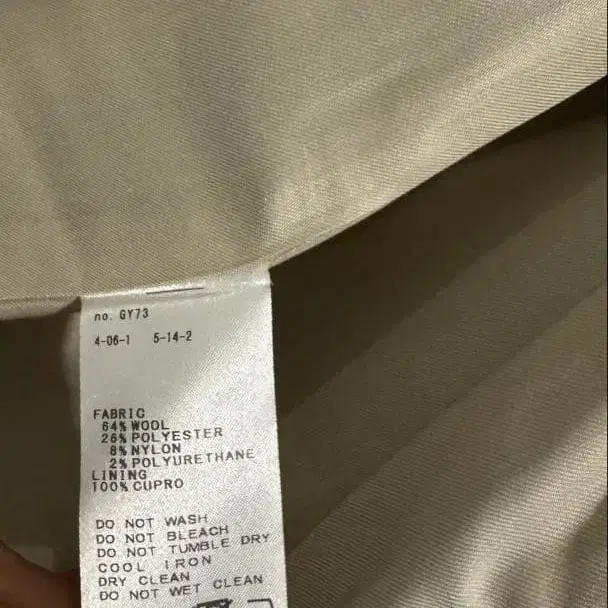 no. GY73
4-06-1 5-14-2
FABRIC
64% WOOL
26% POLYESTER
8% NYLON
2% POLYURETHANE
LINING
100% CUPRO
DO NOT WASH
DO NOT BLEACH
DO NOT TUMBLE DRY
COOL IRON
DRY CLEAN
DO NOT WET CLEAN